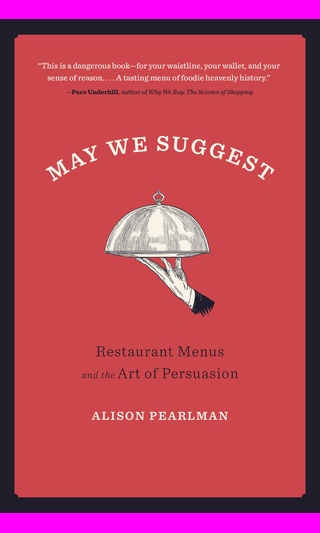 “This is a dangerous book—for your waistline, your wallet, and your
sense of reason. . . . A tasting menu of foodie heavenly history.”
—Paco Underhill, author of Why We Buy: The Science of Shopping
MAY WE SUGGEST
Restaurant Menus
and the Art of Persuasion
ALISON PEARLMAN